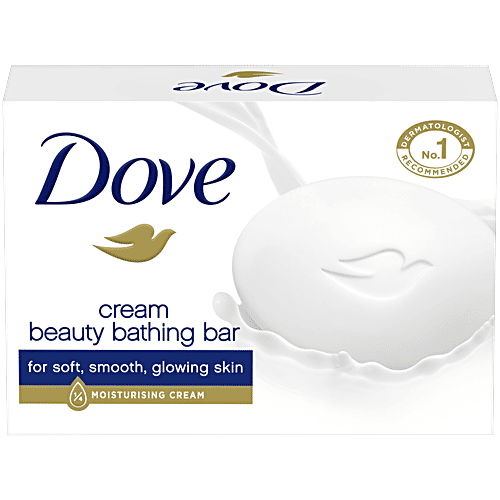 Dove
Dove
DERMATOLOGIST
No.1
RECOMMENDED
cream
beauty bathing bar
for soft, smooth, glowing skin
¼ MOISTURISING CREAM